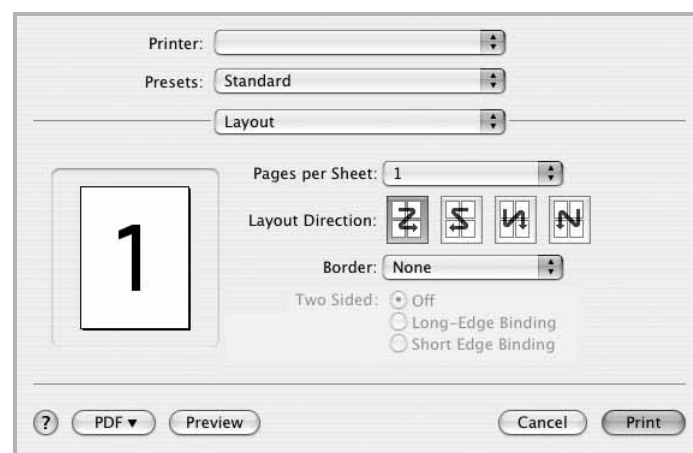 Printer:
Presets: Standard
Layout
Pages per Sheet: 1
Layout Direction:
1
Border: None
Two Sided: Off
Long-Edge Binding
Short Edge Binding
? PDF▼ Preview Cancel Print